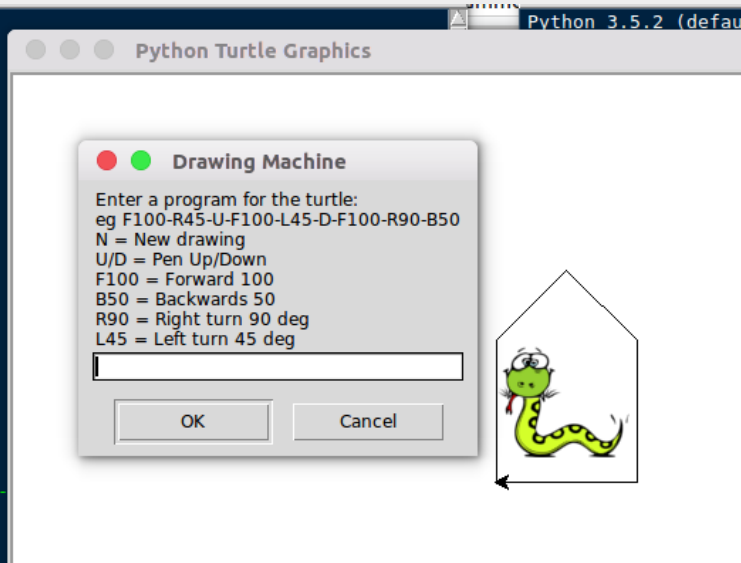 Python 3.5.2 (defau
Python Turtle Graphics
Drawing Machine
Enter a program for the turtle:
eg F100-R45-U-F100-L45-D-F100-R90-B50
N = New drawing
U/D = Pen Up/Down
F100 = Forward 100
B50 = Backwards 50
R90 = Right turn 90 deg
L45 = Left turn 45 deg
OK Cancel